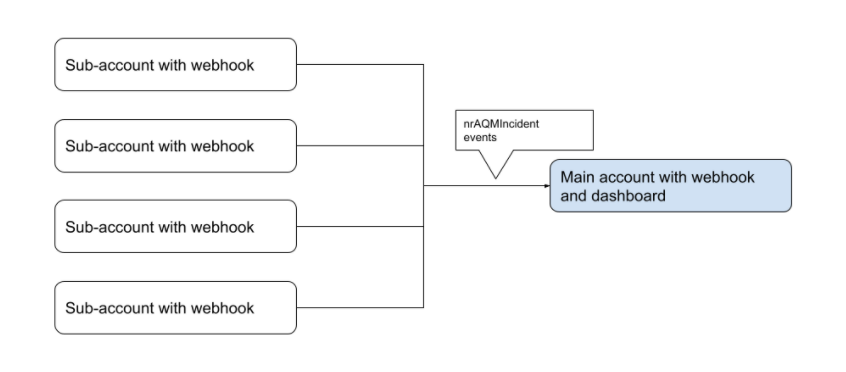 Sub-account with webhook
Sub-account with webhook
nrAQMIncident
events
Main account with webhook
and dashboard
Sub-account with webhook
Sub-account with webhook